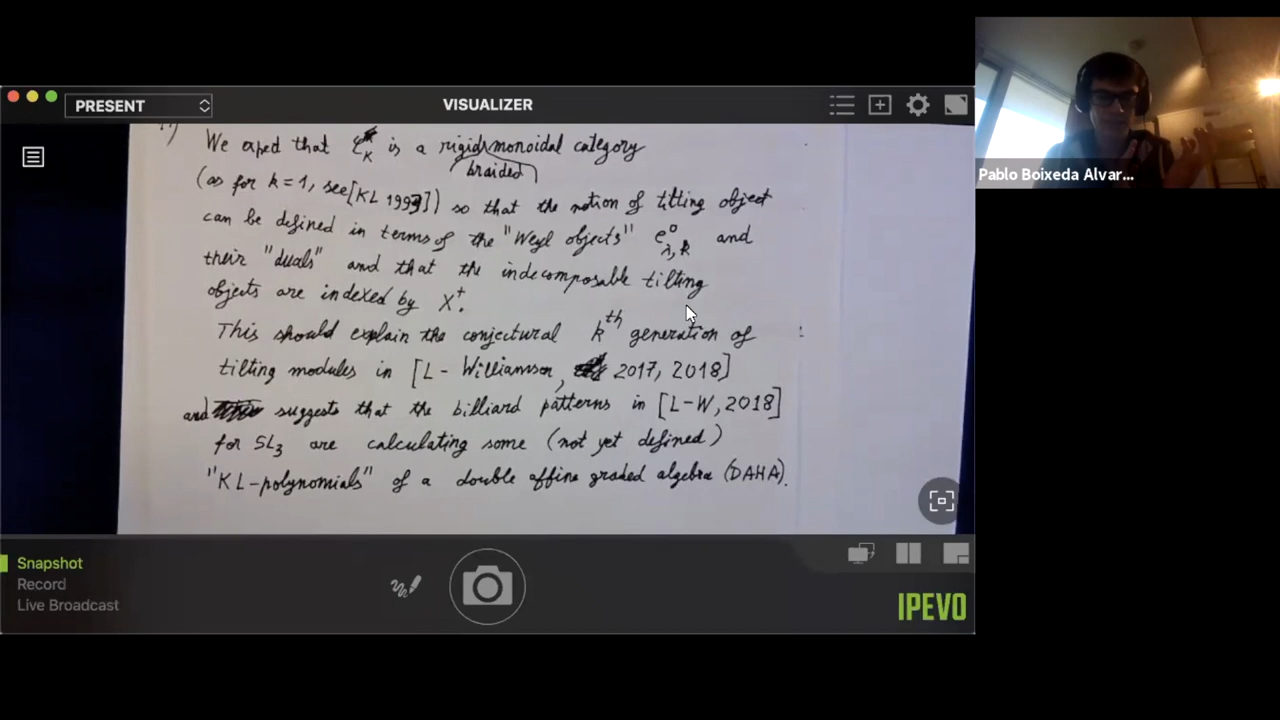 PRESENT
VISUALIZER
We expect that 𝒞_K^* is a rigid monoidal category
braided
(as for k=1, see [KL 1993]) so that the notion of tilting object
can be defined in terms of the "Weyl objects" e⁰_{λ,k} and
their "duals" and that the indecomposable tilting
objects are indexed by X⁺.
This should explain the conjectural kᵗʰ generation of
tilting modules in [L-Williamson, 2017, 2018]
and suggests that the billiard patterns in [L-W, 2018]
for SL₃ are calculating some (not yet defined)
"KL-polynomials" of a double affine graded algebra (DAHA).
Pablo Boixeda Alvar...
Snapshot
Record
Live Broadcast
IPEVO